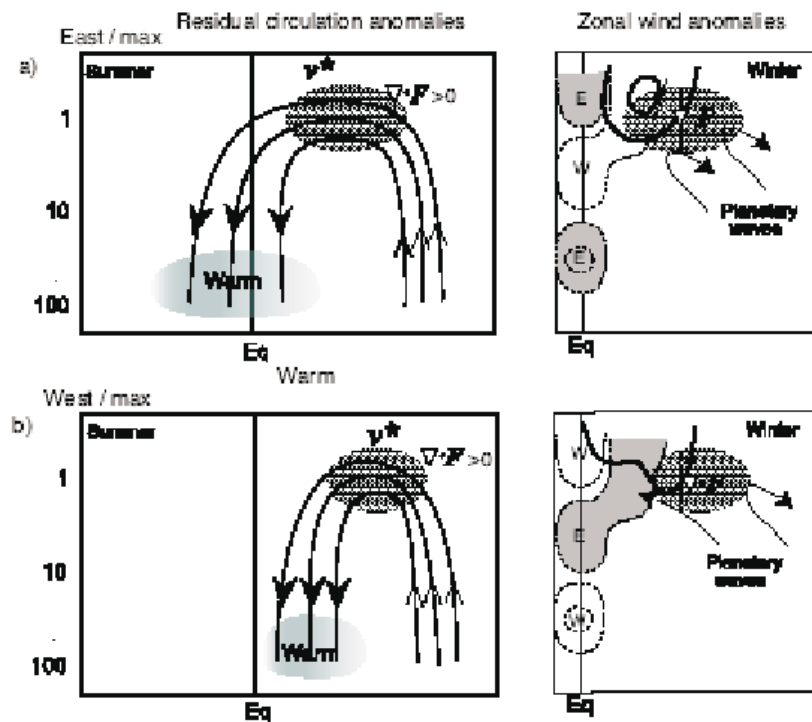 Residual circulation anomalies
Zonal wind anomalies
East / max
a)
Summer
ν*
∇·F >0
1
10
100
Warm
Eq
Winter
E
W
E
F
Planetary
waves
Eq
Warm
West / max
b)
Summer
ν*
∇·F >0
1
10
100
Warm
Eq
Winter
W
E
W
F
Planetary
waves
Eq